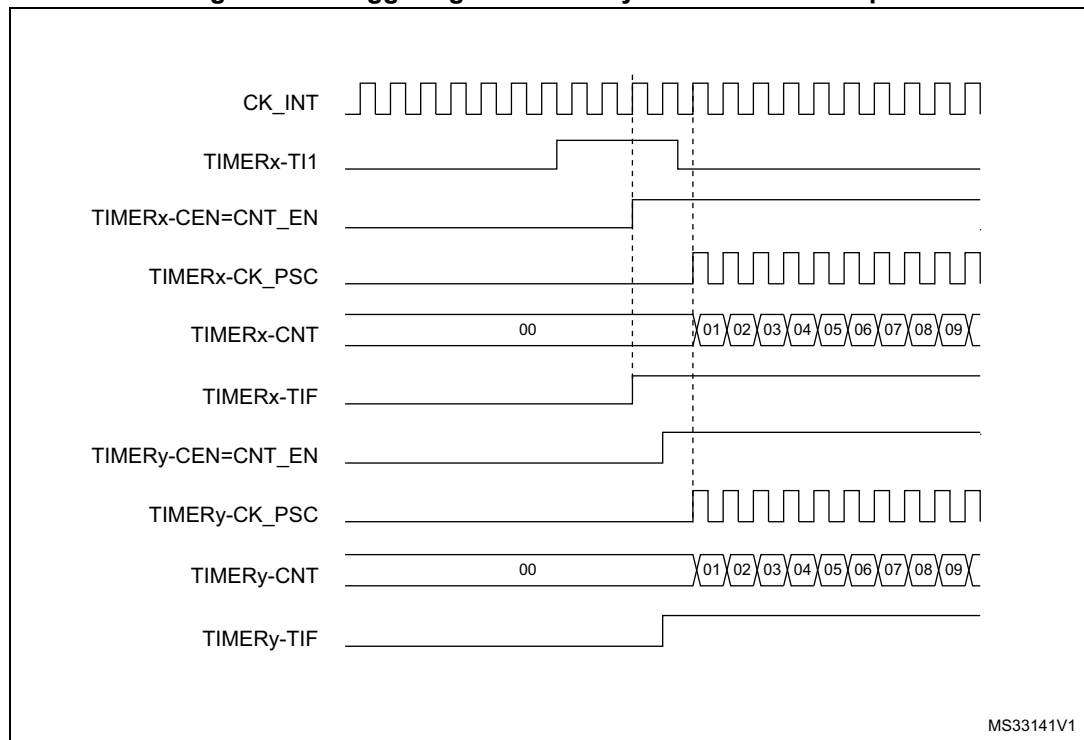 CK_INT
TIMERx-TI1
TIMERx-CEN=CNT_EN
TIMERx-CK_PSC
TIMERx-CNT 00 01 02 03 04 05 06 07 08 09
TIMERx-TIF
TIMERy-CEN=CNT_EN
TIMERy-CK_PSC
TIMERy-CNT 00 01 02 03 04 05 06 07 08 09
TIMERy-TIF
MS33141V1